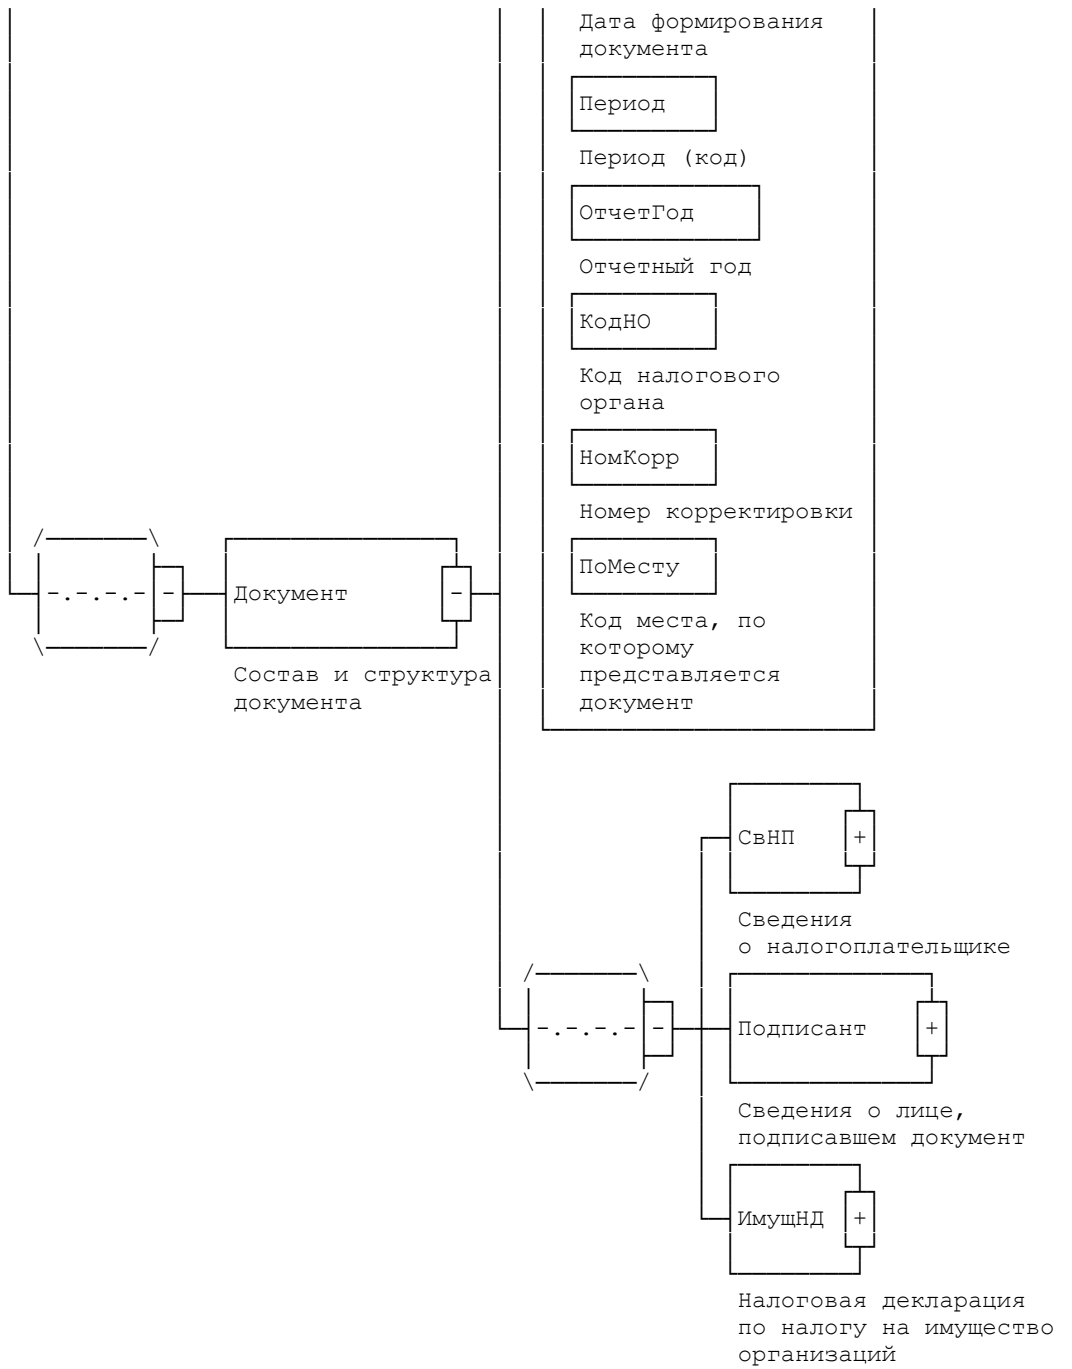 Дата формирования
документа
Период
Период (код)
ОтчетГод
Отчетный год
КодНО
Код налогового
органа
НомКорр
Номер корректировки
ПоМесту
Код места, по
которому
представляется
документ
-.-.-.- -
Документ -
Состав и структура
документа
СвНП +
Сведения
о налогоплательщике
-.-.-.- -
Подписант +
Сведения о лице,
подписавшем документ
ИмущНД +
Налоговая декларация
по налогу на имущество
организаций